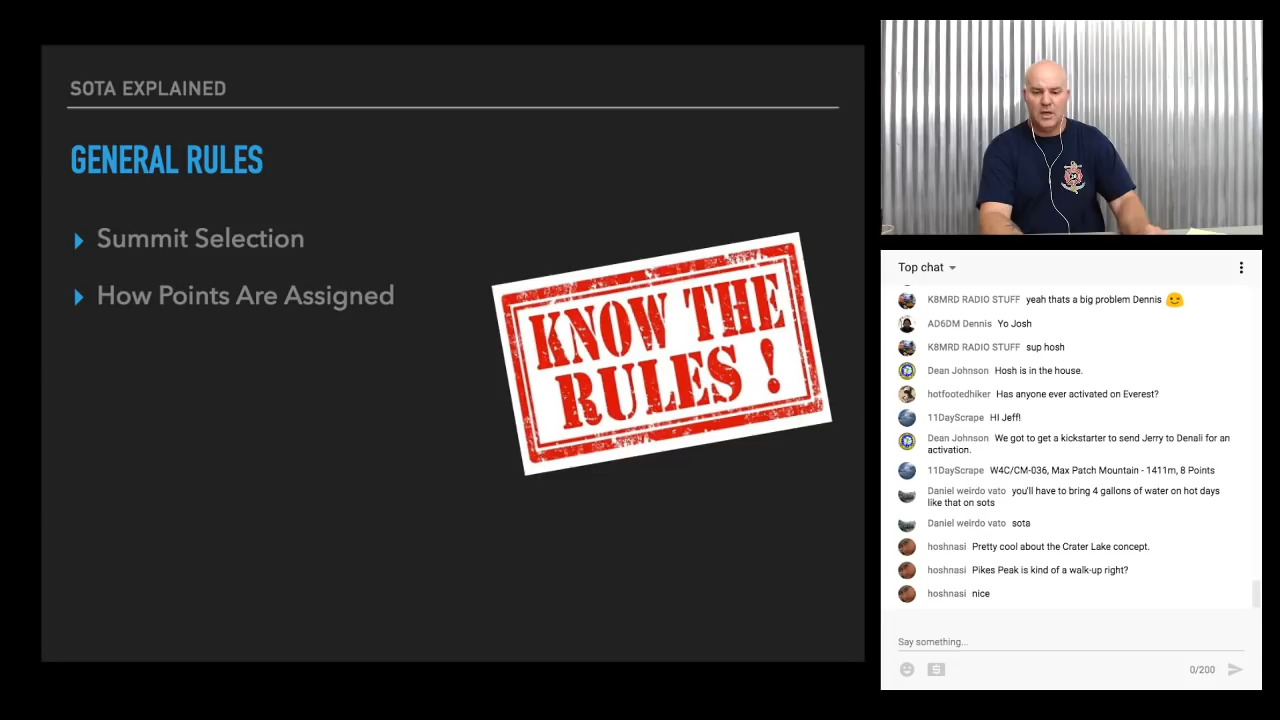 SOTA EXPLAINED
GENERAL RULES
Summit Selection
How Points Are Assigned
KNOW THE
RULES !
Top chat
K8MRD RADIO STUFF yeah thats a big problem Dennis
AD6DM Dennis Yo Josh
K8MRD RADIO STUFF sup hosh
Dean Johnson Hosh is in the house.
hotfootedhiker Has anyone ever activated on Everest?
11DayScrape HI Jeff!
Dean Johnson We got to get a kickstarter to send Jerry to Denali for an
activation.
11DayScrape W4C/CM-036, Max Patch Mountain - 1411m, 8 Points
Daniel weirdo vato you'll have to bring 4 gallons of water on hot days
like that on sots
Daniel weirdo vato sota
hoshnasi Pretty cool about the Crater Lake concept.
hoshnasi Pikes Peak is kind of a walk-up right?
hoshnasi nice
Say something...
0/200